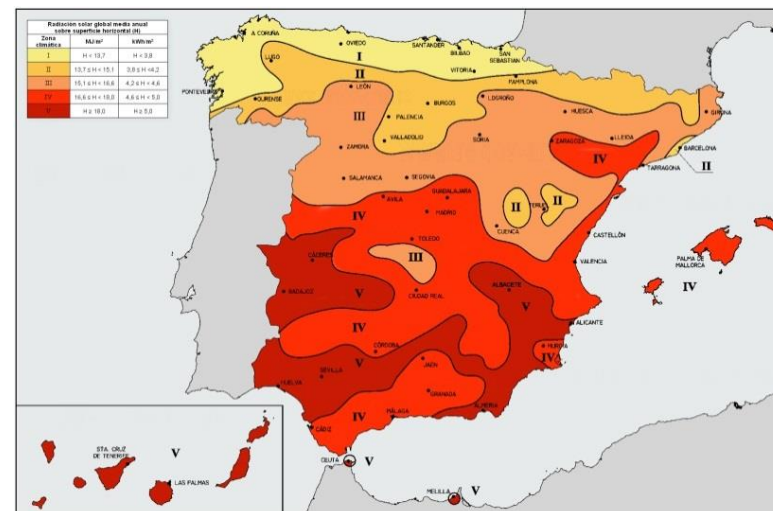 Radiación solar global media anual
sobre superficie horizontal (H)
Zona climática MJ/m² kWh/m²
I H < 13,7 H < 3,8
II 13,7 ≤ H < 15,1 3,8 ≤ H <4,2
III 15,1 ≤ H < 16,6 4,2 ≤ H < 4,6
IV 16,6 ≤ H < 18,0 4,6 ≤ H < 5,0
V H ≥ 18,0 H ≥ 5,0
A CORUÑA
OVIEDO
SANTANDER
BILBAO
SAN SEBASTIAN
I
LUGO
VITORIA
II
PAMPLONA
PONTEVEDRA
OURENSE
LEÓN
BURGOS
LOGROÑO
HUESCA
GIRONA
III
PALENCIA
VALLADOLID
SORIA
ZARAGOZA
LLEIDA
BARCELONA
ZAMORA
IV
TARRAGONA
II
SALAMANCA
SEGOVIA
AVILA
GUADALAJARA
IV
MADRID
II
TERUEL
II
CUENCA
CASTELLÓN
TOLEDO
III
CÁCERES
VALENCIA
PALMA DE MALLORCA
IV
BADAJOZ
V
CIUDAD REAL
ALBACETE
V
IV
ALICANTE
CÓRDOBA
MURCIA
IV
V
JAÉN
SEVILLA
HUELVA
GRANADA
IV
ALMERÍA
CÁDIZ
MÁLAGA
STA. CRUZ DE TENERIFE
V
LAS PALMAS
CEUTA
V
MELILLA
V